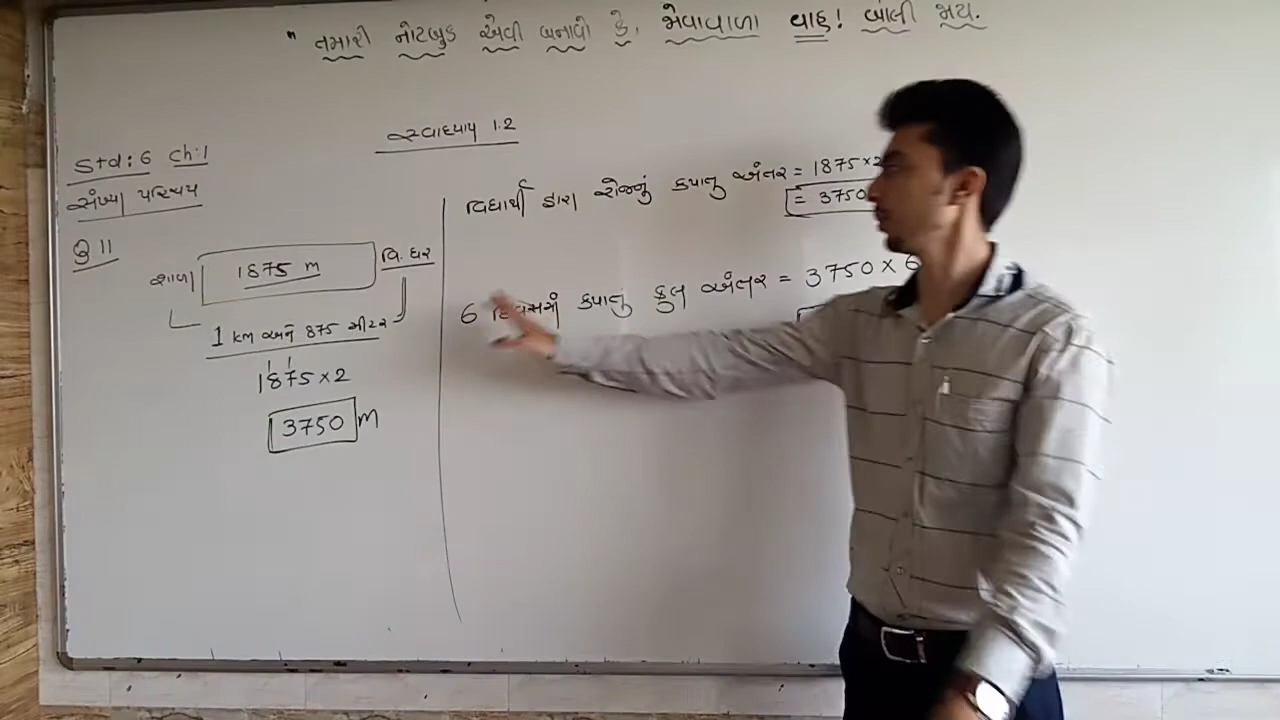 " તમારી નોટબુક એવી બનાવો કે, જોવાવાળા વાહ! બોલી જાય.
સ્વાધ્યાય 1.2
Std: 6 Ch:1
સંખ્યા પરિચય
Q 11
શાળા 1875 m વિ. ઘર
1 km અને 875 મીટર
1875 × 2
3750 m
વિદ્યાર્થી દ્વારા રોજનું કપાતુ અંતર = 1875 × 2
= 3750
6 દિવસમાં કપાતુ કુલ અંતર = 3750 × 6